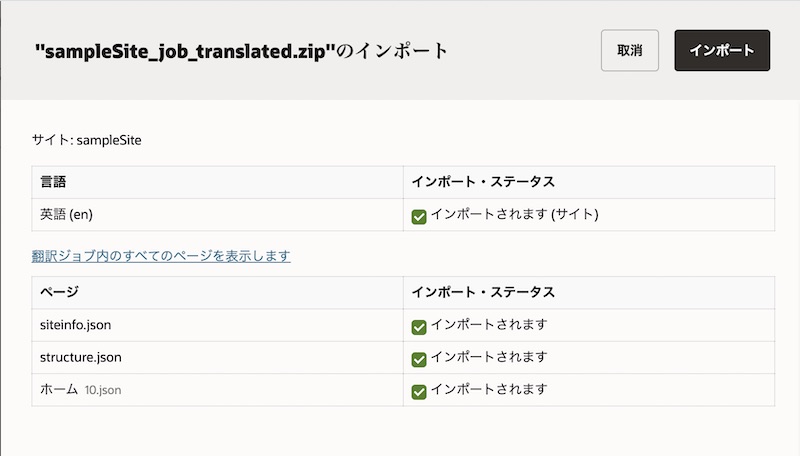 "sampleSite_job_translated.zip"のインポート
取消
インポート
サイト: sampleSite
言語 インポート・ステータス
英語 (en) インポートされます (サイト)
翻訳ジョブ内のすべてのページを表示します
ページ インポート・ステータス
siteinfo.json インポートされます
structure.json インポートされます
ホーム 10.json インポートされます